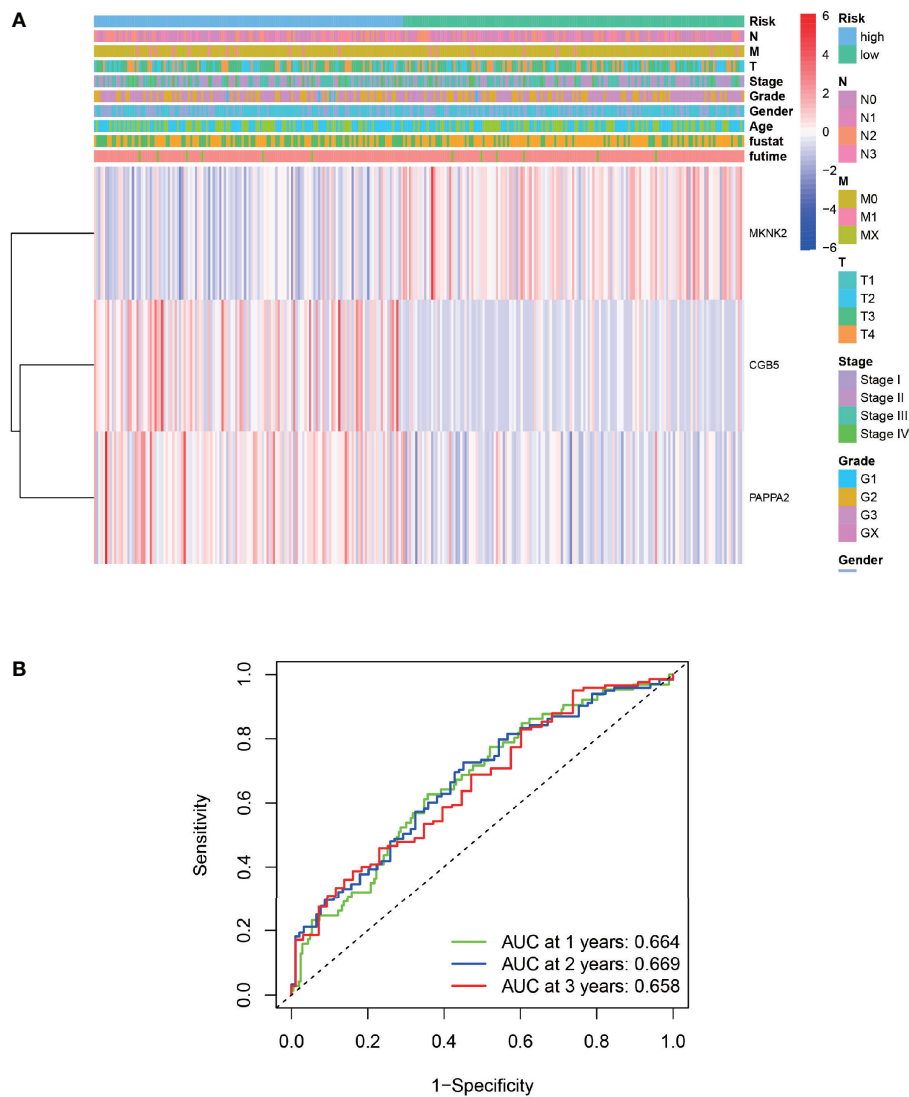 A
Risk
N
M
T
Stage
Grade
Gender
Age
fustat
futime
MKNK2
CGB5
PAPPA2
6
4
2
0
−2
−4
−6
Risk
high
low
N
N0
N1
N2
N3
M
M0
M1
MX
T
T1
T2
T3
T4
Stage
Stage I
Stage II
Stage III
Stage IV
Grade
G1
G2
G3
GX
Gender
B
Sensitivity
1.0
0.8
0.6
0.4
0.2
0.0
AUC at 1 years: 0.664
AUC at 2 years: 0.669
AUC at 3 years: 0.658
0.0 0.2 0.4 0.6 0.8 1.0
1−Specificity